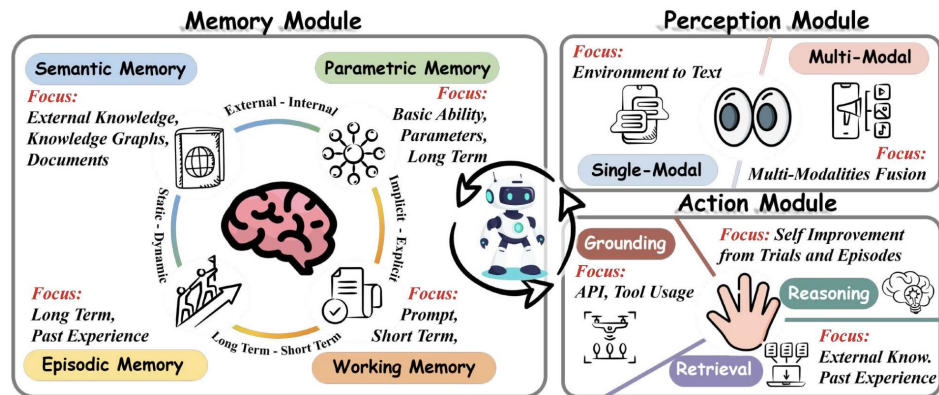 Memory Module
Semantic Memory
Focus:
External Knowledge,
Knowledge Graphs,
Documents
Parametric Memory
Focus:
Basic Ability,
Parameters,
Long Term
External - Internal
Static - Dynamic
Implicit - Explicit
Long Term - Short Term
Focus:
Long Term,
Past Experience
Episodic Memory
Focus:
Prompt,
Short Term,
Working Memory
Perception Module
Focus:
Environment to Text
Single-Modal
Multi-Modal
Focus:
Multi-Modalities Fusion
Action Module
Grounding
Focus:
API, Tool Usage
Focus: Self Improvement
from Trials and Episodes
Reasoning
Retrieval
Focus:
External Know.
Past Experience